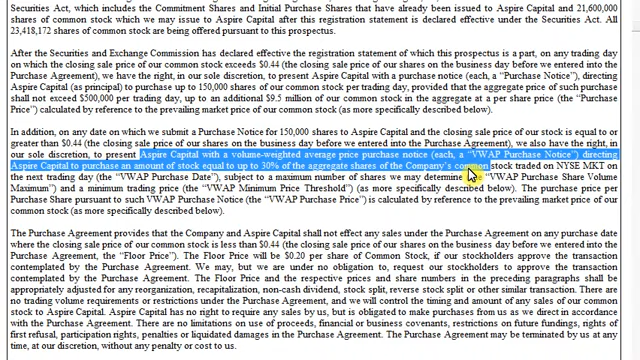 Securities Act, which includes the Commitment Shares and Initial Purchase Shares that have already been issued to Aspire Capital and 21,600,000
shares of common stock which we may issue to Aspire Capital after this registration statement is declared effective under the Securities Act. All
23,418,172 shares of common stock are being offered pursuant to this prospectus.
After the Securities and Exchange Commission has declared effective the registration statement of which this prospectus is a part, on any trading day
on which the closing sale price of our common stock exceeds $0.44 (the closing sale price of our shares on the business day before we entered into the
Purchase Agreement), we have the right, in our sole discretion, to present Aspire Capital with a purchase notice (each, a “Purchase Notice”), directing
Aspire Capital (as principal) to purchase up to 150,000 shares of our common stock per trading day, provided that the aggregate price of such purchase
shall not exceed $500,000 per trading day, up to an additional $9.5 million of our common stock in the aggregate at a per share price (the “Purchase
Price”) calculated by reference to the prevailing market price of our common stock (as more specifically described below).
In addition, on any date on which we submit a Purchase Notice for 150,000 shares to Aspire Capital and the closing sale price of our stock is equal to or
greater than $0.44 (the closing sale price of our shares on the business day before we entered into the Purchase Agreement), we also have the right, in
our sole discretion, to present Aspire Capital with a volume-weighted average price purchase notice (each, a “VWAP Purchase Notice”) directing
Aspire Capital to purchase an amount of stock equal to up to 30% of the aggregate shares of the Company’s common stock traded on NYSE MKT on
the next trading day (the “VWAP Purchase Date”), subject to a maximum number of shares we may determine “VWAP Purchase Share Volume
Maximum”) and a minimum trading price (the “VWAP Minimum Price Threshold”) (as more specifically described below). The purchase price per
Purchase Share pursuant to such VWAP Purchase Notice (the “VWAP Purchase Price”) is calculated by reference to the prevailing market price of our
common stock (as more specifically described below).
The Purchase Agreement provides that the Company and Aspire Capital shall not effect any sales under the Purchase Agreement on any purchase date
where the closing sale price of our common stock is less than $0.44 (the closing sale price of our shares on the business day before we entered into the
Purchase Agreement, the “Floor Price”). The Floor Price will be $0.20 per share of Common Stock, if our stockholders approve the transaction
contemplated by the Purchase Agreement. We may, but we are under no obligation to, request our stockholders to approve the transaction
contemplated by the Purchase Agreement. The Floor Price and the respective prices and share numbers in the preceding paragraphs shall be
appropriately adjusted for any reorganization, recapitalization, non-cash dividend, stock split, reverse stock split or other similar transaction. There are
no trading volume requirements or restrictions under the Purchase Agreement, and we will control the timing and amount of any sales of our common
stock to Aspire Capital. Aspire Capital has no right to require any sales by us, but is obligated to make purchases from us as we direct in accordance
with the Purchase Agreement. There are no limitations on use of proceeds, financial or business covenants, restrictions on future fundings, rights of
first refusal, participation rights, penalties or liquidated damages in the Purchase Agreement. The Purchase Agreement may be terminated by us at any
time, at our discretion, without any penalty or cost to us.